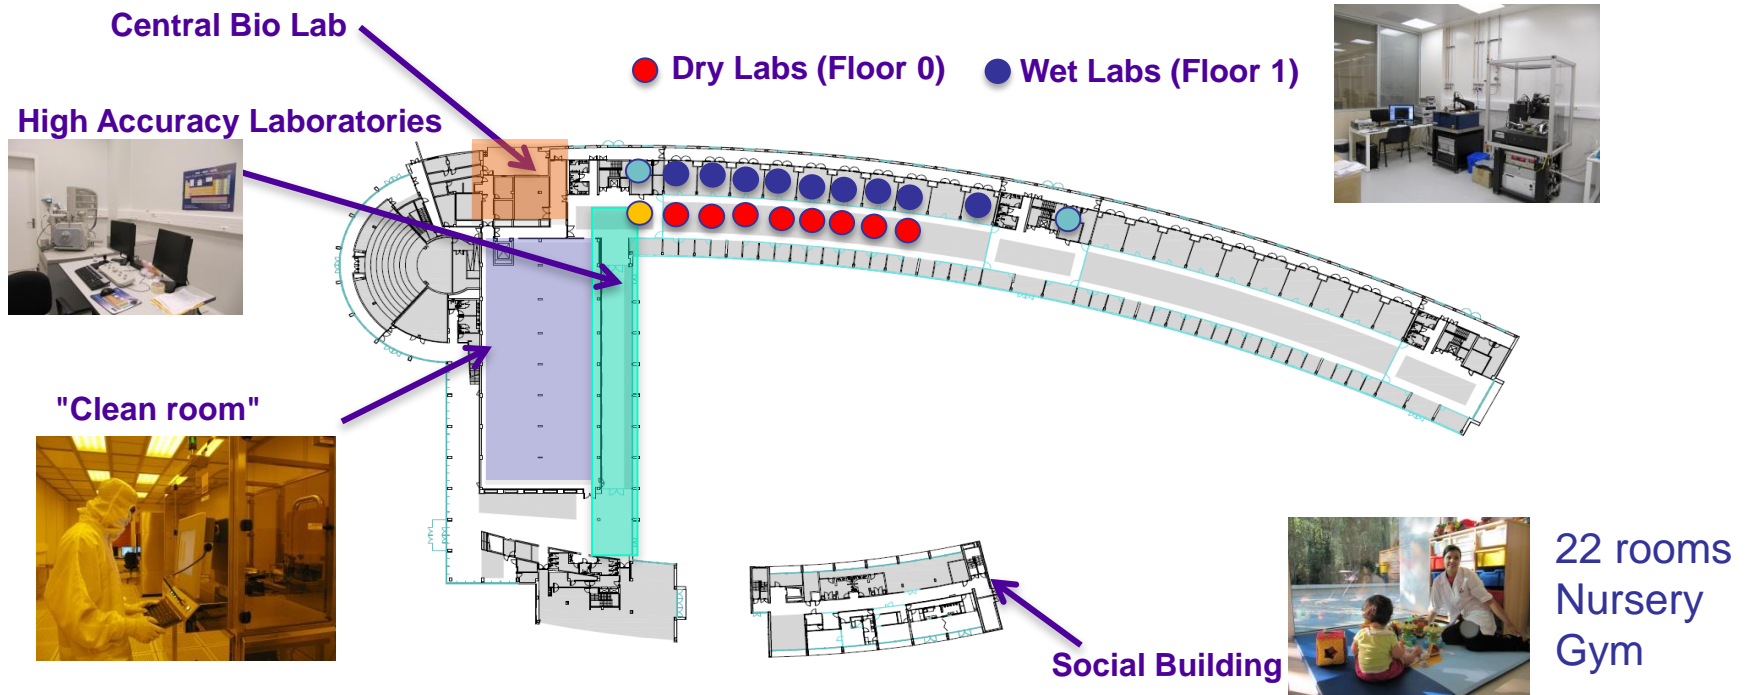 Central Bio Lab
Dry Labs (Floor 0)
Wet Labs (Floor 1)
High Accuracy Laboratories
"Clean room"
Social Building
22 rooms
Nursery
Gym